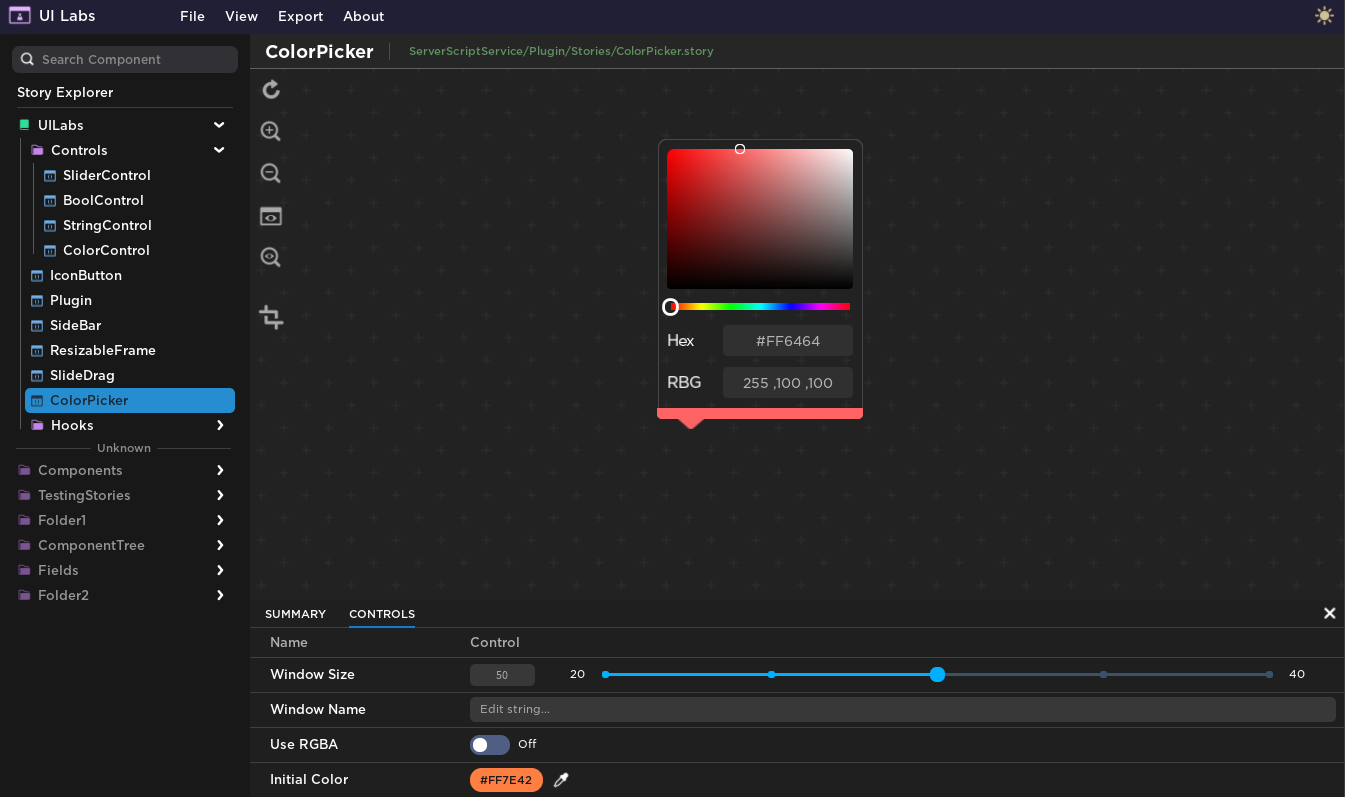 UI Labs File View Export About
Search Component
Story Explorer
UILabs
Controls
SliderControl
BoolControl
StringControl
ColorControl
IconButton
Plugin
SideBar
ResizableFrame
SlideDrag
ColorPicker
Hooks
Unknown
Components
TestingStories
Folder1
ComponentTree
Fields
Folder2
ColorPicker ServerScriptService/Plugin/Stories/ColorPicker.story
Hex #FF6464
RBG 255 ,100 ,100
SUMMARY CONTROLS
Name Control
Window Size 50 20 40
Window Name Edit string...
Use RGBA Off
Initial Color #FF7E42